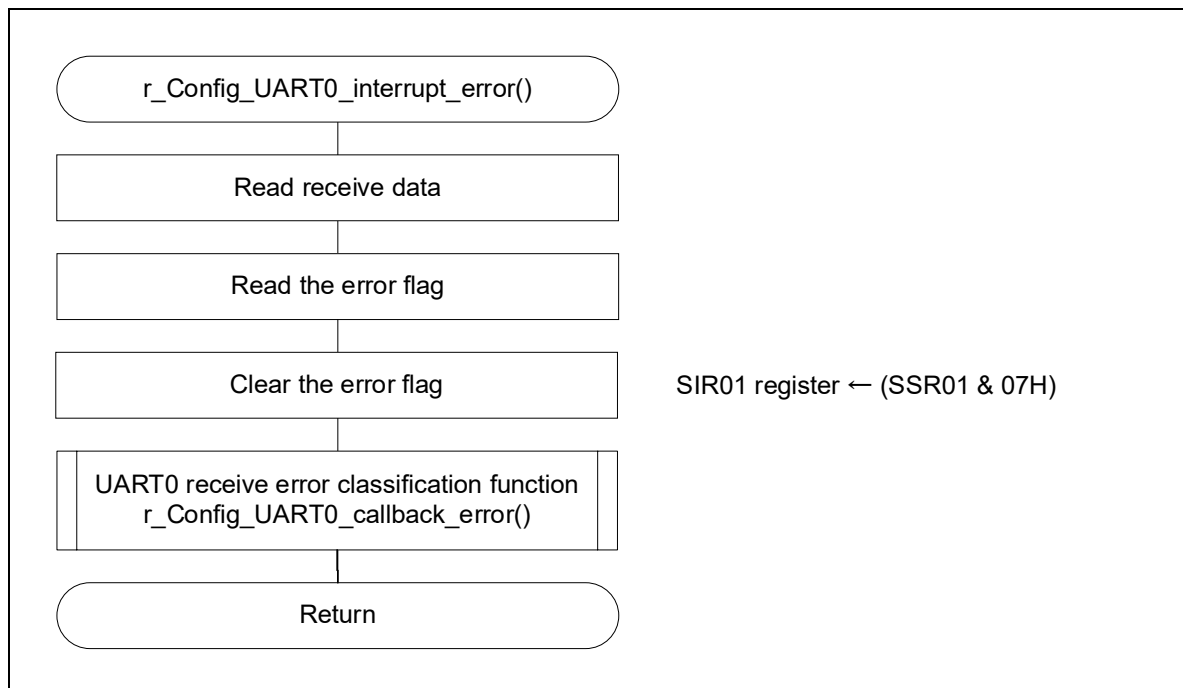 r_Config_UART0_interrupt_error()
Read receive data
Read the error flag
Clear the error flag
SIR01 register ← (SSR01 & 07H)
UART0 receive error classification function
r_Config_UART0_callback_error()
Return